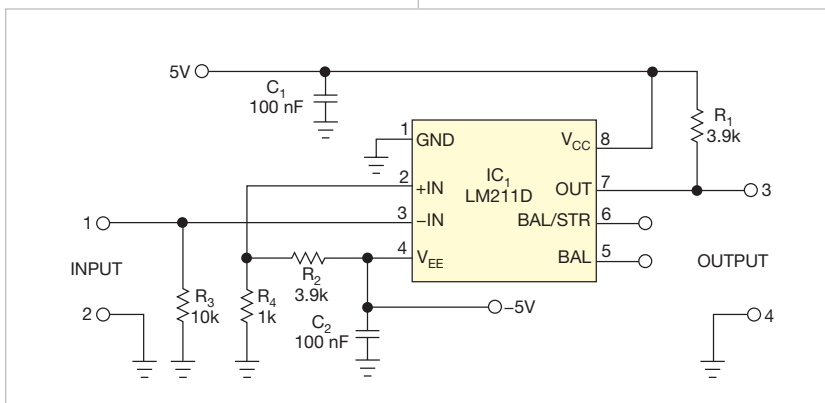 5V
C1
100 nF
1
GND
VCC
8
R1
3.9k
IC1
LM211D
2
+IN
OUT
7
3
1
3
–IN
BAL/STR
6
4
VEE
BAL
5
INPUT
R2
3.9k
OUTPUT
2
R3
10k
R4
1k
–5V
4
C2
100 nF